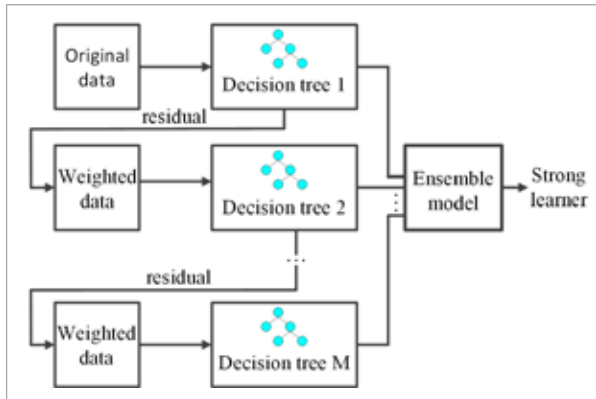 Original
data
Decision tree 1
residual
Weighted
data
Decision tree 2
Ensemble
model
Strong
learner
residual
Weighted
data
Decision tree M